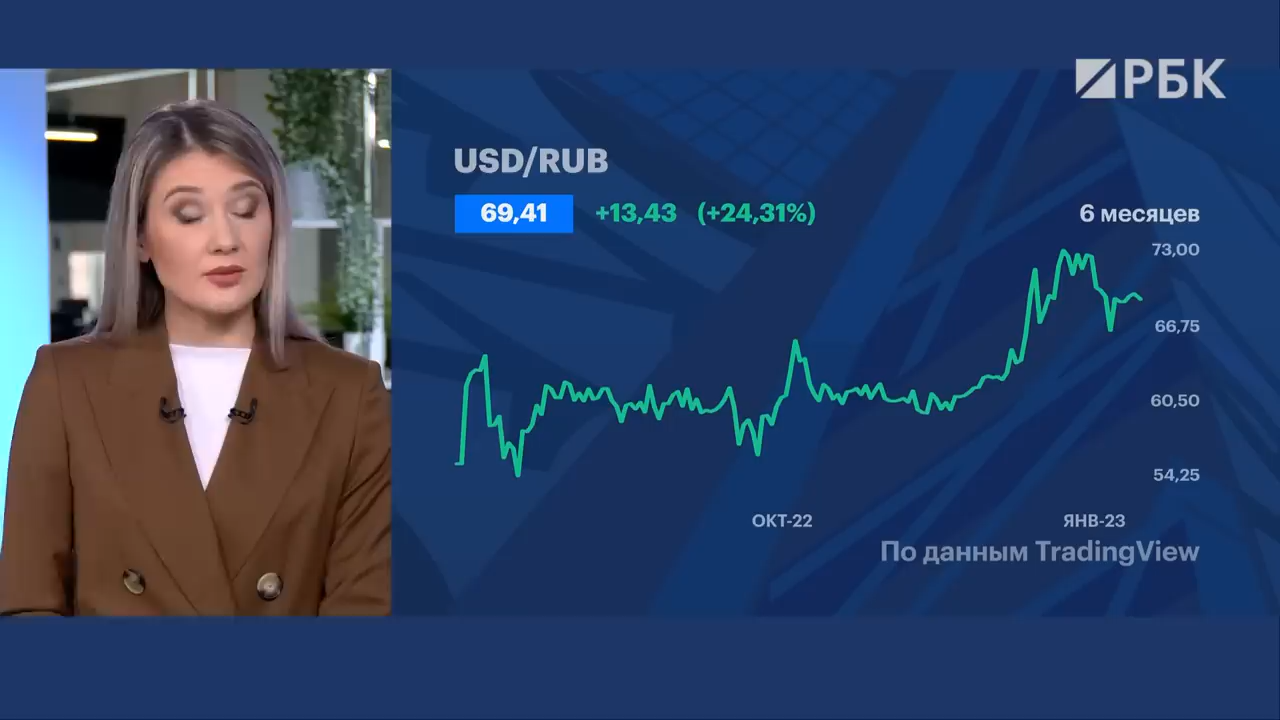 РБК
USD/RUB
69,41 +13,43 (+24,31%)
6 месяцев
73,00
66,75
60,50
54,25
ОКТ-22 ЯНВ-23
По данным TradingView